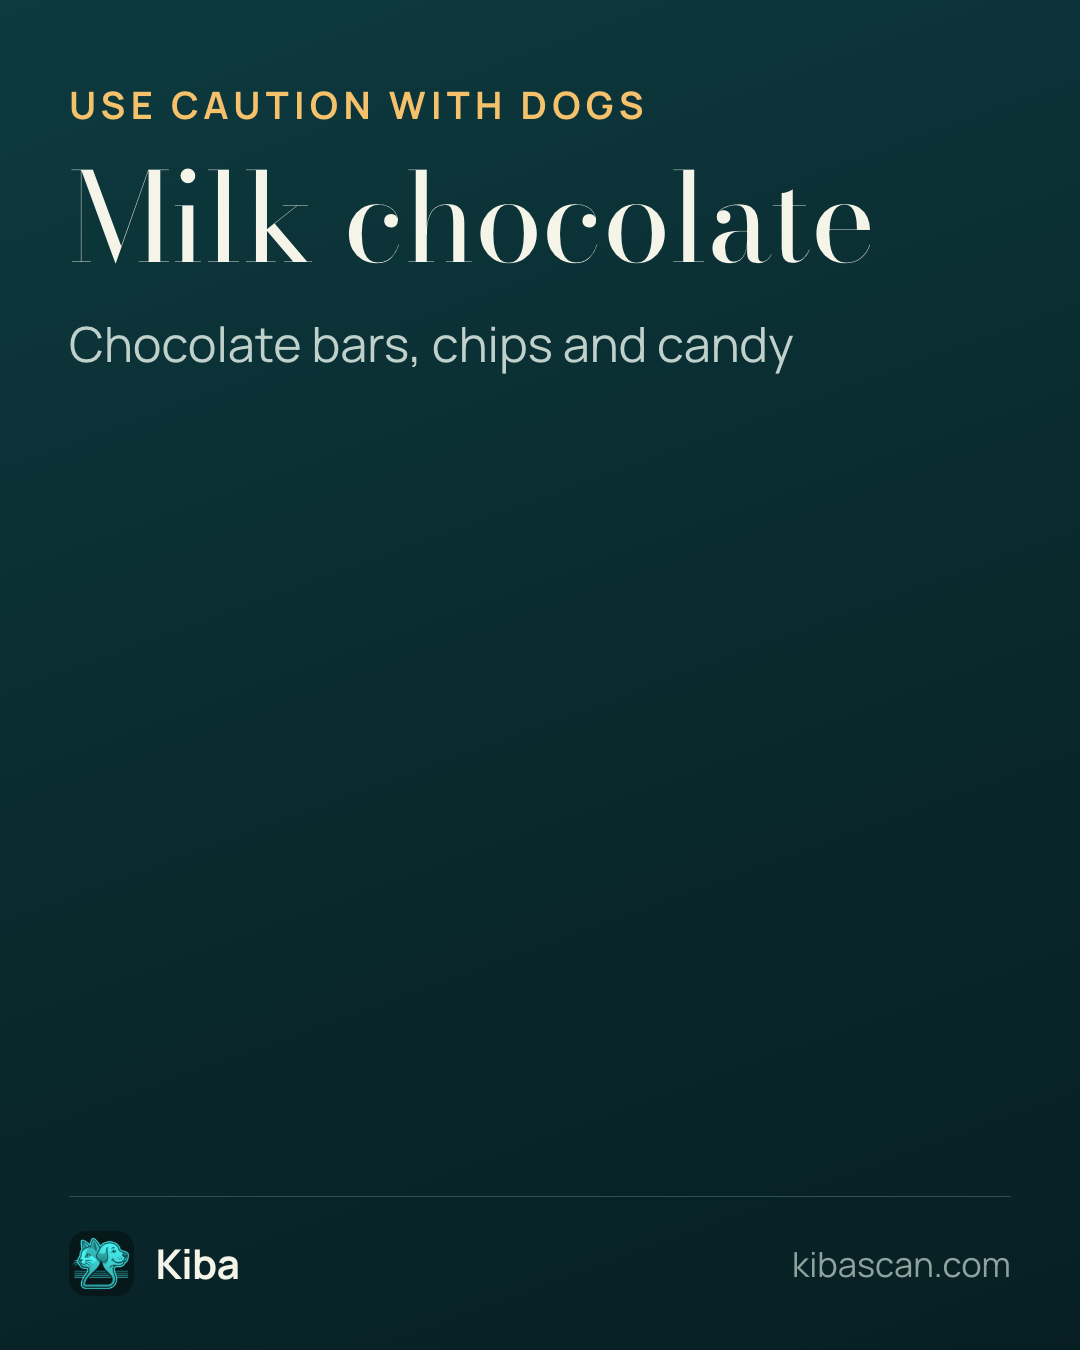 USE CAUTION WITH DOGS
Milk chocolate
Chocolate bars, chips and candy
Kiba
kibascan.com